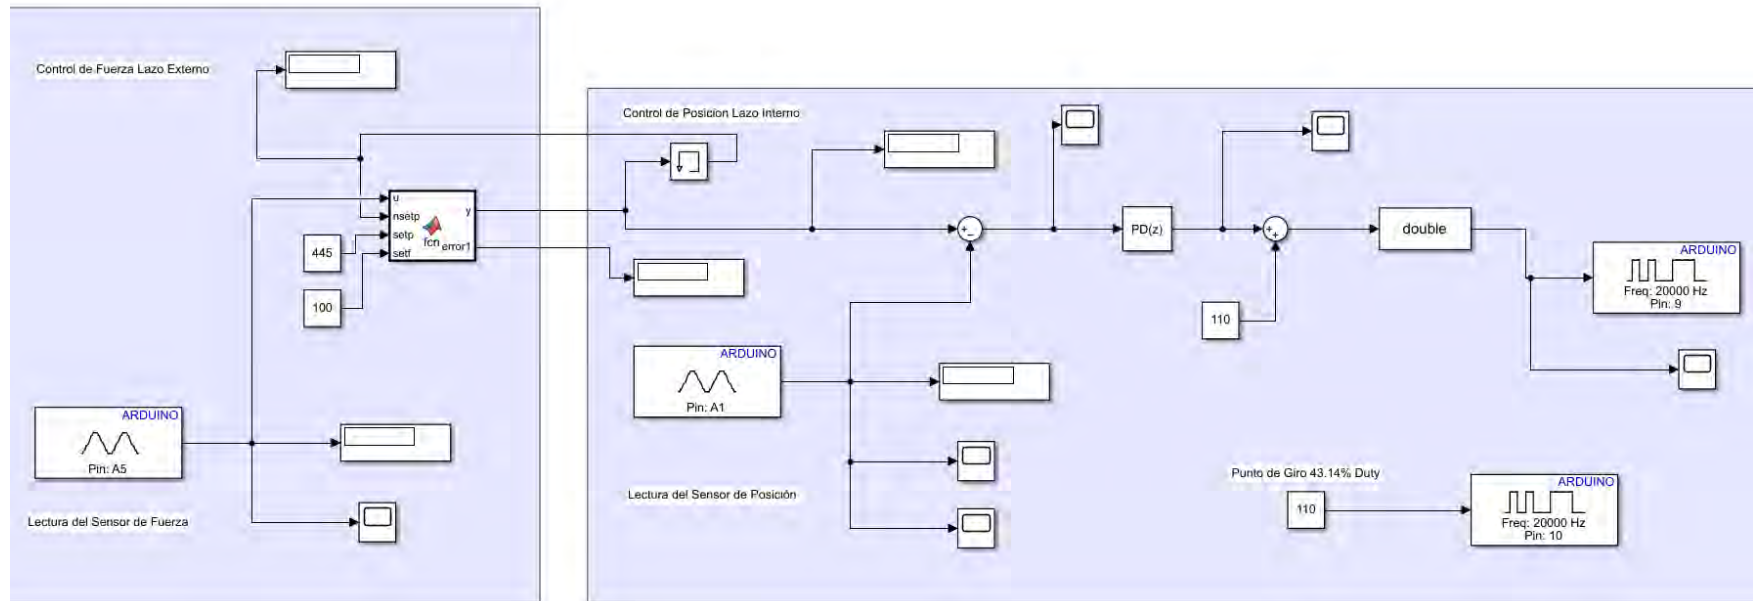 Control de Fuerza Lazo Externo
u
nsetp
setp
setf
fcn
y
error1
445
100
ARDUINO
Pin: A5
Lectura del Sensor de Fuerza
Control de Posicion Lazo Interno
PD(z)
110
double
ARDUINO
Freq: 20000 Hz
Pin: 9
ARDUINO
Pin: A1
Lectura del Sensor de Posición
Punto de Giro 43.14% Duty
110
ARDUINO
Freq: 20000 Hz
Pin: 10